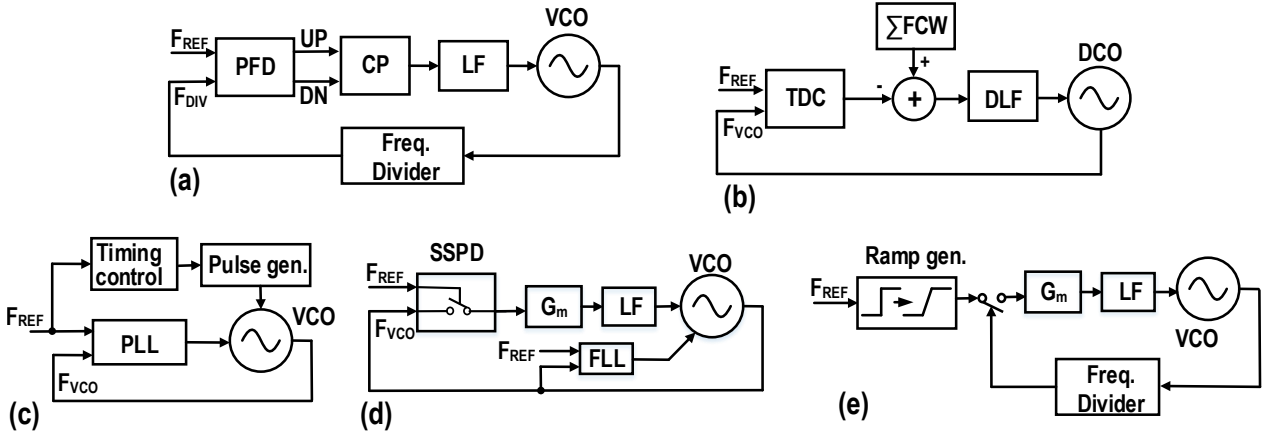 VCO
F_REF
UP
PFD
CP
LF
F_DIV
DN
Freq.
Divider
(a)
∑FCW
+
DCO
F_REF
TDC
-
+
DLF
F_VCO
(b)
Timing
control
Pulse gen.
F_REF
VCO
PLL
F_VCO
(c)
SSPD
VCO
F_REF
G_m
LF
F_VCO
F_REF
FLL
(d)
Ramp gen.
F_REF
G_m
LF
VCO
Freq.
Divider
(e)